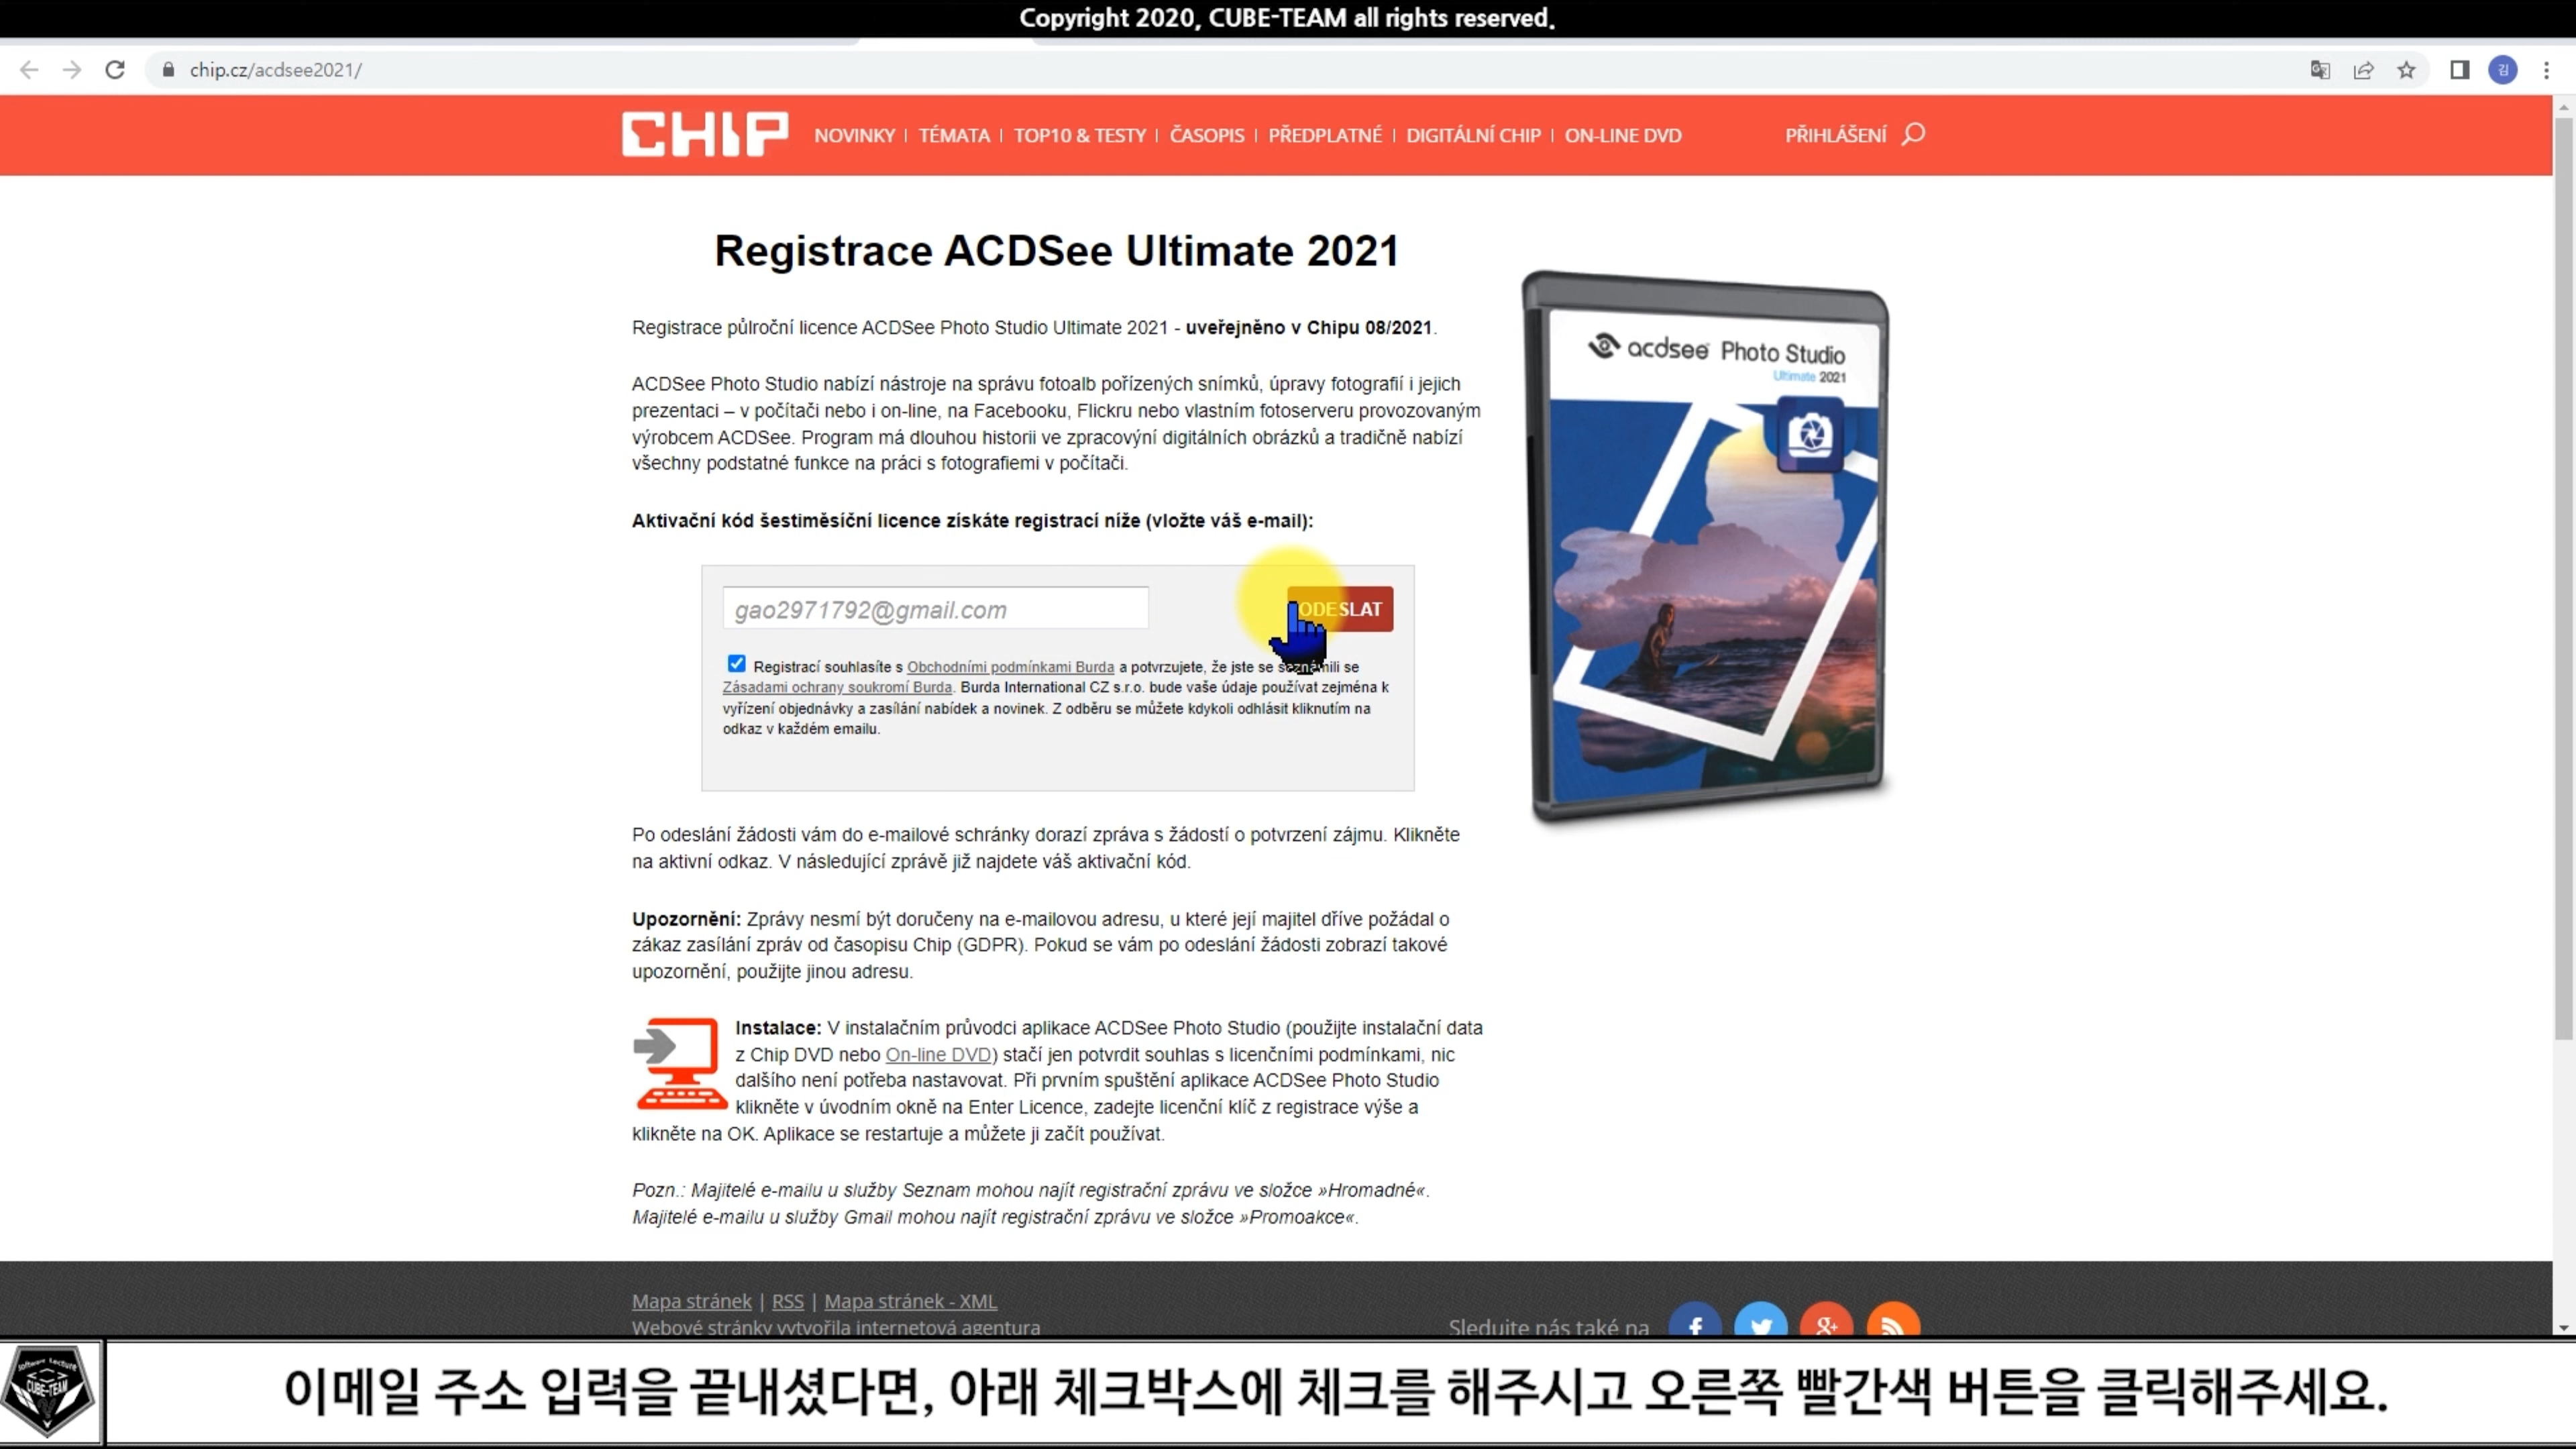 Copyright 2020, CUBE-TEAM all rights reserved.
chip.cz/acdsee2021/
김
CHIP
NOVINKY | TÉMATA | TOP10 & TESTY | ČASOPIS | PŘEDPLATNÉ | DIGITÁLNÍ CHIP | ON-LINE DVD
PŘIHLÁŠENÍ
Registrace ACDSee Ultimate 2021
Registrace půlroční licence ACDSee Photo Studio Ultimate 2021 - uveřejněno v Chipu 08/2021.
ACDSee Photo Studio nabízí nástroje na správu fotoalb pořízených snímků, úpravy fotografií i jejich
prezentaci – v počítači nebo i on-line, na Facebooku, Flickru nebo vlastním fotoserveru provozovaným
výrobcem ACDSee. Program má dlouhou historii ve zpracovýní digitálních obrázků a tradičně nabízí
všechny podstatné funkce na práci s fotografiemi v počítači.
Aktivační kód šestiměsíční licence získáte registrací níže (vložte váš e-mail):
gao2971792@gmail.com
ODESLAT
Registrací souhlasíte s Obchodními podmínkami Burda a potvrzujete, že jste se seznámili se
Zásadami ochrany soukromí Burda. Burda International CZ s.r.o. bude vaše údaje používat zejména k
vyřízení objednávky a zasílání nabídek a novinek. Z odběru se můžete kdykoli odhlásit kliknutím na
odkaz v každém emailu.
acdsee Photo Studio
Ultimate 2021
Po odeslání žádosti vám do e-mailové schránky dorazí zpráva s žádostí o potvrzení zájmu. Klikněte
na aktivní odkaz. V následující zprávě již najdete váš aktivační kód.
Upozornění: Zprávy nesmí být doručeny na e-mailovou adresu, u které její majitel dříve požádal o
zákaz zasílání zpráv od časopisu Chip (GDPR). Pokud se vám po odeslání žádosti zobrazí takové
upozornění, použijte jinou adresu.
Instalace: V instalačním průvodci aplikace ACDSee Photo Studio (použijte instalační data
z Chip DVD nebo On-line DVD) stačí jen potvrdit souhlas s licenčními podmínkami, nic
dalšího není potřeba nastavovat. Při prvním spuštění aplikace ACDSee Photo Studio
klikněte v úvodním okně na Enter Licence, zadejte licenční klíč z registrace výše a
klikněte na OK. Aplikace se restartuje a můžete ji začít používat.
Pozn.: Majitelé e-mailu u služby Seznam mohou najít registrační zprávu ve složce »Hromadné«.
Majitelé e-mailu u služby Gmail mohou najít registrační zprávu ve složce »Promoakce«.
Mapa stránek | RSS | Mapa stránek - XML
Webové stránky vytvořila internetová agentura
Sledujte nás také na
Software Lecture
CUBE-TEAM
이메일 주소 입력을 끝내셨다면, 아래 체크박스에 체크를 해주시고 오른쪽 빨간색 버튼을 클릭해주세요.